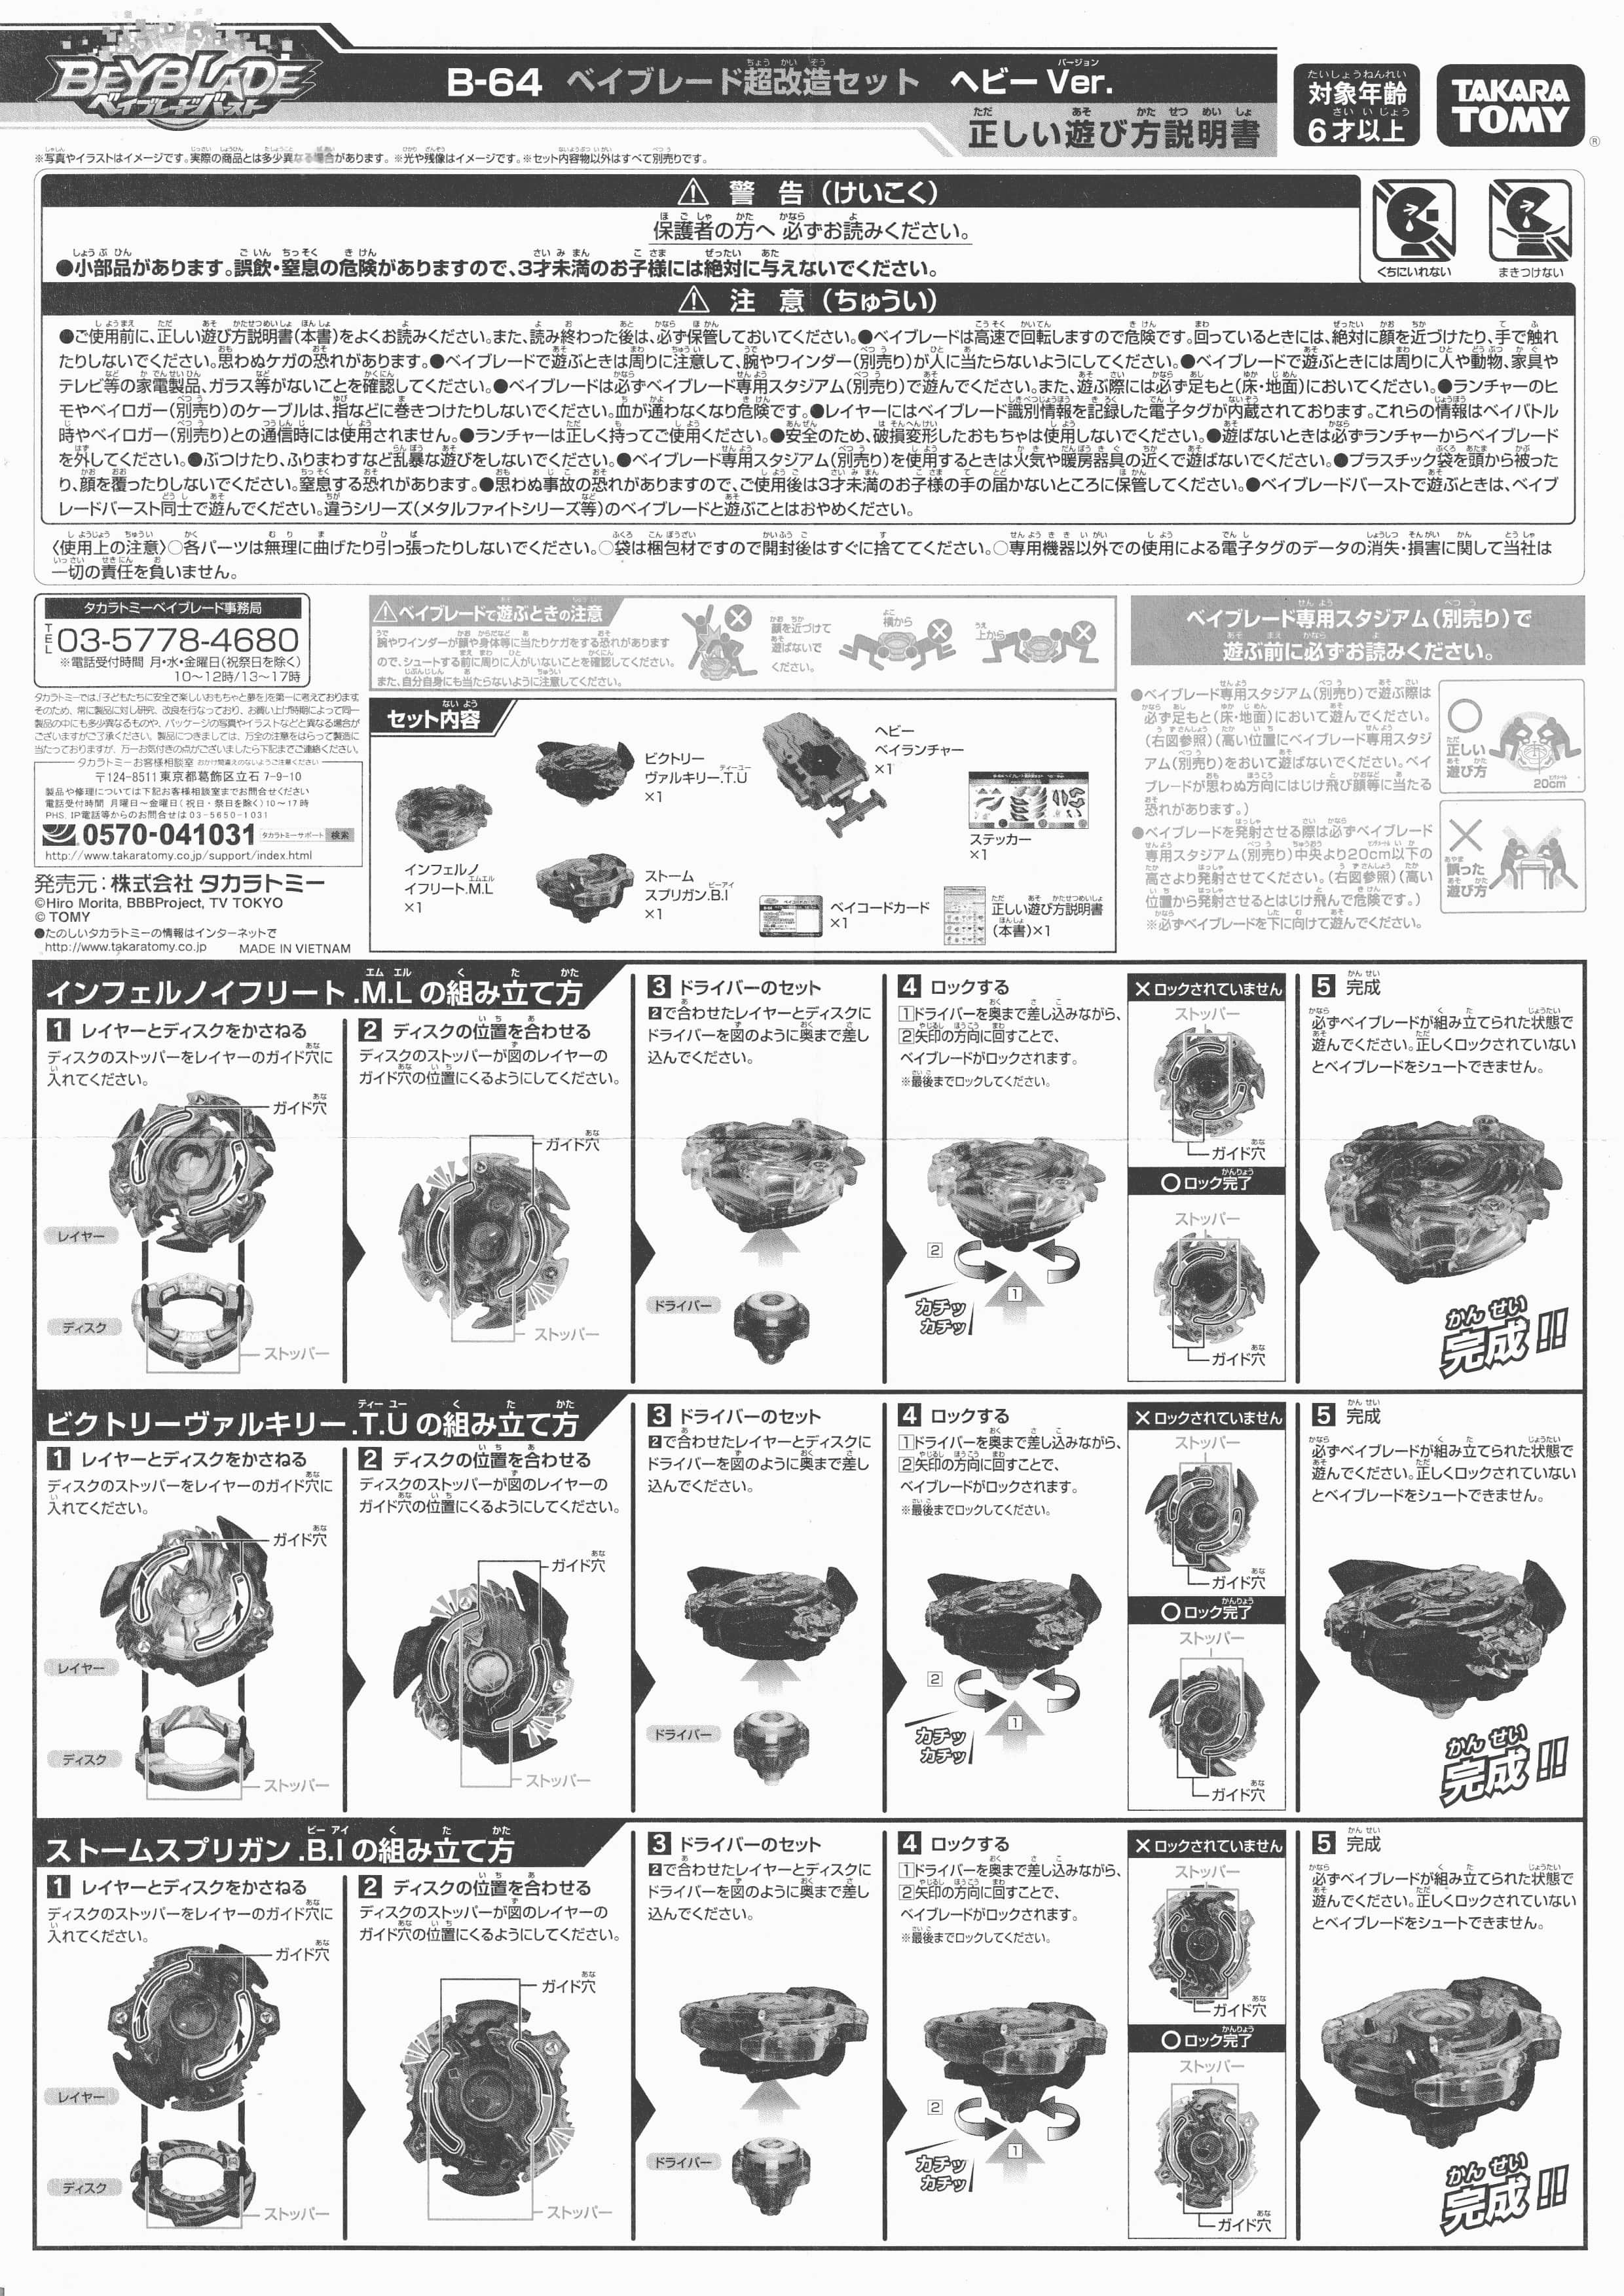 BEYBLADE
ベイブレードバースト
B-64 ベイブレード超改造セット ヘビーVer.
正しい遊び方説明書
対象年齢
6才以上
TAKARA
TOMY
®
※写真やイラストはイメージです。実際の商品とは多少異なる場合があります。※光や残像はイメージです。※セット内容物以外はすべて別売りです。
⚠ 警 告(けいこく)
保護者の方へ 必ずお読みください。
●小部品があります。誤飲・窒息の危険がありますので、3才未満のお子様には絶対に与えないでください。
くちにいれない
まきつけない
⚠ 注 意(ちゅうい)
●ご使用前に、正しい遊び方説明書(本書)をよくお読みください。また、読み終わった後は、必ず保管しておいてください。●ベイブレードは高速で回転しますので危険です。回っているときには、絶対に顔を近づけたり、手で触れ
たりしないでください。思わぬケガの恐れがあります。●ベイブレードで遊ぶときは周りに注意して、腕やワインダー(別売り)が人に当たらないようにしてください。●ベイブレードで遊ぶときには周りに人や動物、家具や
テレビ等の家電製品、ガラス等がないことを確認してください。●ベイブレードは必ずベイブレード専用スタジアム(別売り)で遊んでください。また、遊ぶ際には必ず足もと(床・地面)においてください。●ランチャーのヒ
モやベイロガー(別売り)のケーブルは、指などに巻きつけたりしないでください。血が通わなくなり危険です。●レイヤーにはベイブレード識別情報を記録した電子タグが内蔵されております。これらの情報はベイバトル
時やベイロガー(別売り)との通信時には使用されません。●ランチャーは正しく持ってご使用ください。●安全のため、破損変形したおもちゃは使用しないでください。●遊ばないときは必ずランチャーからベイブレード
を外してください。●ぶつけたり、ふりまわすなど乱暴な遊びをしないでください。●ベイブレード専用スタジアム(別売り)を使用するときは火気や暖房器具の近くで遊ばないでください。●プラスチック袋を頭から被った
り、顔を覆ったりしないでください。窒息する恐れがあります。●思わぬ事故の恐れがありますので、ご使用後は3才未満のお子様の手の届かないところに保管してください。●ベイブレードバーストで遊ぶときは、ベイブ
レードバースト同士で遊んでください。違うシリーズ(メタルファイトシリーズ等)のベイブレードと遊ぶことはおやめください。
〈使用上の注意〉○各パーツは無理に曲げたり引っ張ったりしないでください。○袋は梱包材ですので開封後はすぐに捨ててください。○専用機器以外での使用による電子タグのデータの消失・損害に関して当社は
一切の責任を負いません。
タカラトミーベイブレード事務局
TEL 03-5778-4680
※電話受付時間 月・水・金曜日(祝祭日を除く)
10〜12時/13〜17時
タカラトミーでは、「子どもたちに安全で楽しいおもちゃと夢を」を第一に考えております。
そのため、常に製品に対し研究、改良を行なっており、お買い上げ時期によって同一
製品の中にも多少異なるものや、パッケージの写真やイラストなどと異なる場合が
ございますがご了承ください。製品につきましては、万全の注意をはらって製造に
当たっておりますが、万一お気付きの点がございましたら下記までご連絡ください。
タカラトミーお客様相談室 おかけ間違えのないようご注意ください
〒124-8511 東京都葛飾区立石 7-9-10
製品や修理については下記お客様相談室までお問合せください
電話受付時間 月曜日〜金曜日(祝日・祭日を除く)10〜17時
PHS、IP電話等からのお問合せは 03-5650-1031
0570-041031 タカラトミーサポート 検索
http://www.takaratomy.co.jp/support/index.html
発売元:株式会社 タカラトミー
©Hiro Morita, BBBProject, TV TOKYO
© TOMY
●たのしいタカラトミーの情報はインターネットで
http://www.takaratomy.co.jp MADE IN VIETNAM
⚠ベイブレードで遊ぶときの注意
腕やワインダーが顔や身体等に当たりケガをする恐れがあります
ので、シュートする前に周りに人がいないことを確認してください。
また、自分自身にも当たらないように注意してください。
顔を近づけて
遊ばないで
ください。
横から
上から
セット内容
インフェルノ
イフリート.M.L
×1
ビクトリー
ヴァルキリー.T.U
×1
ストーム
スプリガン.B.I
×1
ヘビー
ベイランチャー
×1
ステッカー
×1
ベイコードカード
×1
正しい遊び方説明書
(本書)×1
ベイブレード専用スタジアム(別売り)で
遊ぶ前に必ずお読みください。
●ベイブレード専用スタジアム(別売り)で遊ぶ際は
必ず足もと(床・地面)において遊んでください。
(右図参照)(高い位置にベイブレード専用スタジ
アム(別売り)をおいて遊ばないでください。ベイ
ブレードが思わぬ方向にはじけ飛び顔等に当たる
恐れがあります。)
●ベイブレードを発射させる際は必ずベイブレード
専用スタジアム(別売り)中央より20cm以下の
高さより発射させてください。(右図参照)(高い
位置から発射させるとはじけ飛んで危険です。)
※必ずベイブレードを下に向けて遊んでください。
正しい
遊び方
20cm
誤った
遊び方
インフェルノイフリート.M.Lの組み立て方
1 レイヤーとディスクをかさねる
ディスクのストッパーをレイヤーのガイド穴に
入れてください。
ガイド穴
レイヤー
ディスク
ストッパー
2 ディスクの位置を合わせる
ディスクのストッパーが図のレイヤーの
ガイド穴の位置にくるようにしてください。
ガイド穴
ストッパー
3 ドライバーのセット
2で合わせたレイヤーとディスクに
ドライバーを図のように奥まで差し
込んでください。
ドライバー
4 ロックする
1ドライバーを奥まで差し込みながら、
2矢印の方向に回すことで、
ベイブレードがロックされます。
※最後までロックしてください。
2
1
カチッ
カチッ
×ロックされていません
ストッパー
ガイド穴
○ロック完了
ストッパー
ガイド穴
5 完成
必ずベイブレードが組み立てられた状態で
遊んでください。正しくロックされていない
とベイブレードをシュートできません。
完成!!
ビクトリーヴァルキリー.T.Uの組み立て方
1 レイヤーとディスクをかさねる
ディスクのストッパーをレイヤーのガイド穴に
入れてください。
ガイド穴
レイヤー
ディスク
ストッパー
2 ディスクの位置を合わせる
ディスクのストッパーが図のレイヤーの
ガイド穴の位置にくるようにしてください。
ガイド穴
ストッパー
3 ドライバーのセット
2で合わせたレイヤーとディスクに
ドライバーを図のように奥まで差し
込んでください。
ドライバー
4 ロックする
1ドライバーを奥まで差し込みながら、
2矢印の方向に回すことで、
ベイブレードがロックされます。
※最後までロックしてください。
2
1
カチッ
カチッ
×ロックされていません
ストッパー
ガイド穴
○ロック完了
ストッパー
ガイド穴
5 完成
必ずベイブレードが組み立てられた状態で
遊んでください。正しくロックされていない
とベイブレードをシュートできません。
完成!!
ストームスプリガン.B.Iの組み立て方
1 レイヤーとディスクをかさねる
ディスクのストッパーをレイヤーのガイド穴に
入れてください。
ガイド穴
レイヤー
ディスク
ストッパー
2 ディスクの位置を合わせる
ディスクのストッパーが図のレイヤーの
ガイド穴の位置にくるようにしてください。
ガイド穴
ストッパー
3 ドライバーのセット
2で合わせたレイヤーとディスクに
ドライバーを図のように奥まで差し
込んでください。
ドライバー
4 ロックする
1ドライバーを奥まで差し込みながら、
2矢印の方向に回すことで、
ベイブレードがロックされます。
※最後までロックしてください。
2
1
カチッ
カチッ
×ロックされていません
ストッパー
ガイド穴
○ロック完了
ストッパー
ガイド穴
5 完成
必ずベイブレードが組み立てられた状態で
遊んでください。正しくロックされていない
とベイブレードをシュートできません。
完成!!